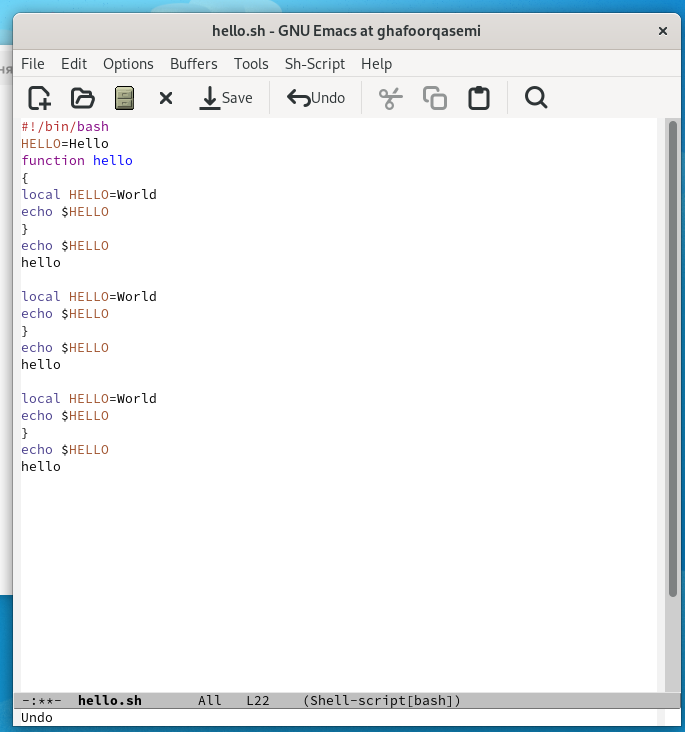 hello.sh - GNU Emacs at ghafoorqasemi
File Edit Options Buffers Tools Sh-Script Help
Save Undo
#!/bin/bash
HELLO=Hello
function hello
{
local HELLO=World
echo $HELLO
}
echo $HELLO
hello
local HELLO=World
echo $HELLO
}
echo $HELLO
hello
local HELLO=World
echo $HELLO
}
echo $HELLO
hello
-:**- hello.sh All L22 (Shell-script[bash])
Undo